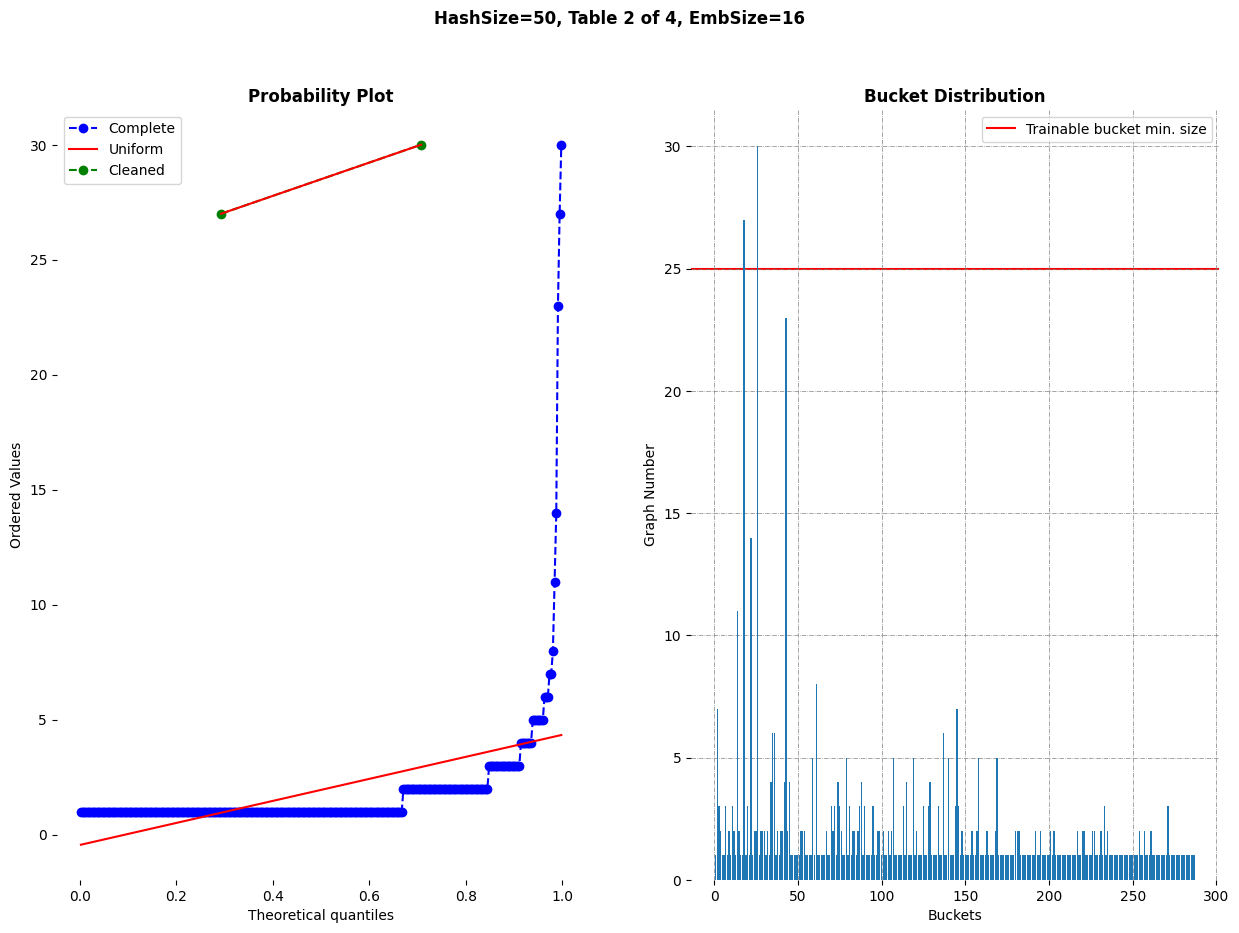 HashSize=50, Table 2 of 4, EmbSize=16
Probability Plot
Complete
Uniform
Cleaned
30
25
20
15
10
5
0
Ordered Values
0.0 0.2 0.4 0.6 0.8 1.0
Theoretical quantiles
Bucket Distribution
Trainable bucket min. size
30
25
20
15
10
5
0
Graph Number
0 50 100 150 200 250 300
Buckets